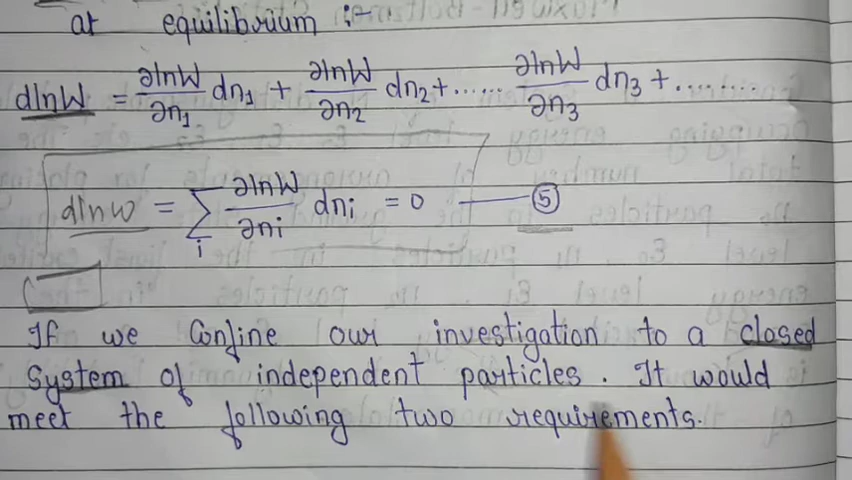 at equilibrium :-
dlnW = ∂lnW/∂n₁ dn₁ + ∂lnW/∂n₂ dn₂ + ...... ∂lnW/∂n₃ dn₃ + ........
dlnw = ∑i ∂lnW/∂ni dni = 0 —— ⑤
If we Confine our investigation to a closed
System of independent particles. It would
meet the following two requirements.